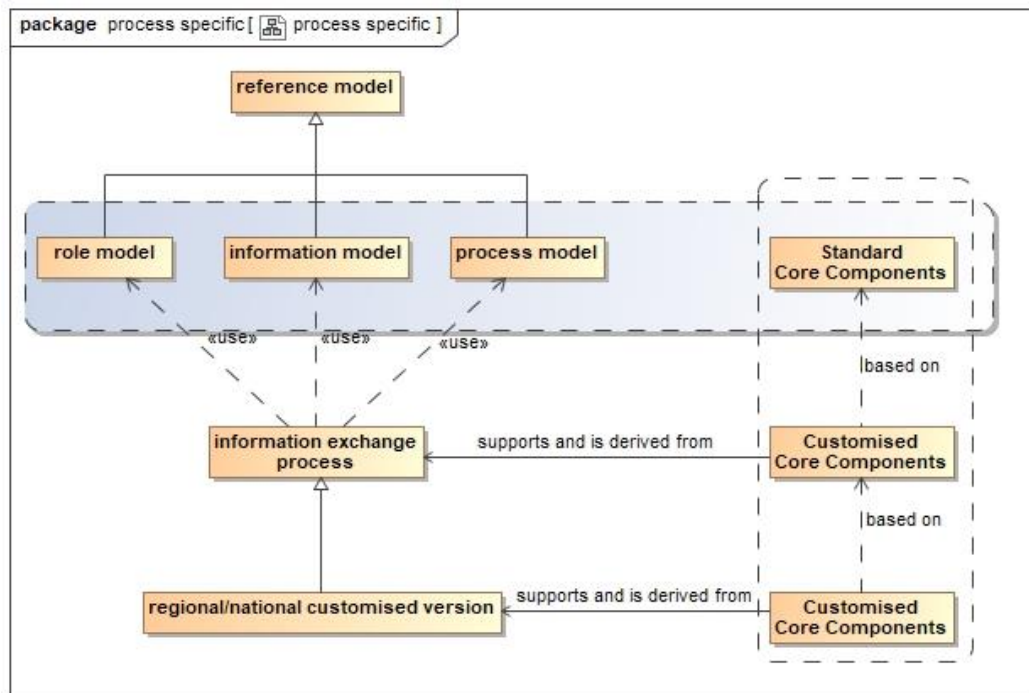 package process specific [ process specific ]
reference model
role model
information model
process model
Standard
Core Components
«use»
«use»
«use»
based on
information exchange
process
supports and is derived from
Customised
Core Components
based on
regional/national customised version
supports and is derived from
Customised
Core Components